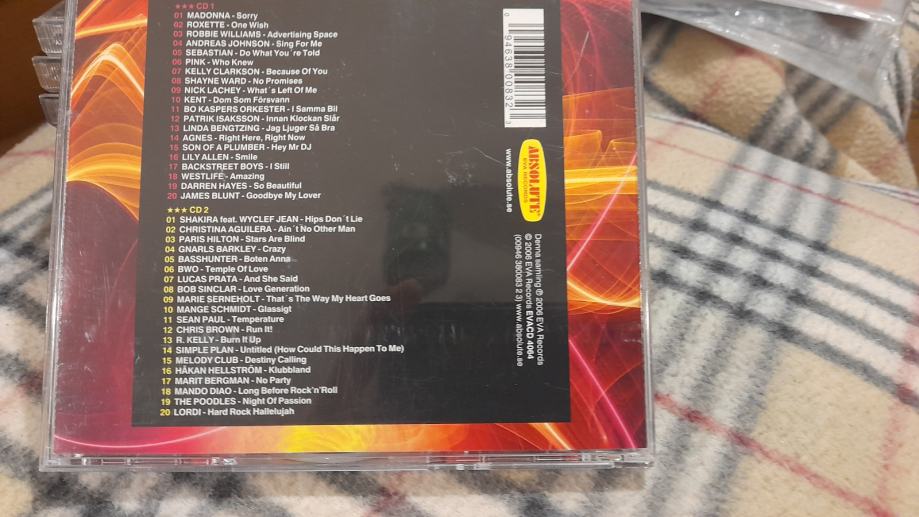 ★★★ CD 1
01 MADONNA - Sorry
02 ROXETTE - One Wish
03 ROBBIE WILLIAMS - Advertising Space
04 ANDREAS JOHNSON - Sing For Me
05 SEBASTIAN - Do What You´re Told
06 PINK - Who Knew
07 KELLY CLARKSON - Because Of You
08 SHAYNE WARD - No Promises
09 NICK LACHEY - What´s Left Of Me
10 KENT - Dom Som Försvann
11 BO KASPERS ORKESTER - I Samma Bil
12 PATRIK ISAKSSON - Innan Klockan Slår
13 LINDA BENGTZING - Jag Ljuger Så Bra
14 AGNES - Right Here, Right Now
15 SON OF A PLUMBER - Hey Mr DJ
16 LILY ALLEN - Smile
17 BACKSTREET BOYS - I Still
18 WESTLIFE - Amazing
19 DARREN HAYES - So Beautiful
20 JAMES BLUNT - Goodbye My Lover
★★★ CD 2
01 SHAKIRA feat. WYCLEF JEAN - Hips Don´t Lie
02 CHRISTINA AGUILERA - Ain´t No Other Man
03 PARIS HILTON - Stars Are Blind
04 GNARLS BARKLEY - Crazy
05 BASSHUNTER - Boten Anna
06 BWO - Temple Of Love
07 LUCAS PRATA - And She Said
08 BOB SINCLAR - Love Generation
09 MARIE SERNEHOLT - That´s The Way My Heart Goes
10 MANGE SCHMIDT - Glassigt
11 SEAN PAUL - Temperature
12 CHRIS BROWN - Run It!
13 R. KELLY - Burn It Up
14 SIMPLE PLAN - Untitled (How Could This Happen To Me)
15 MELODY CLUB - Destiny Calling
16 HÅKAN HELLSTRÖM - Klubbland
17 MARIT BERGMAN - No Party
18 MANDO DIAO - Long Before Rock'n'Roll
19 THE POODLES - Night Of Passion
20 LORDI - Hard Rock Hallelujah
0 94638 00832 3
ABSOLUTE
EVA RECORDS
www.absolute.se
Denna samling ℗ 2006 EVA Records
© 2006 EVA Records EVACD 4064
(00946 380083 2 3) www.absolute.se